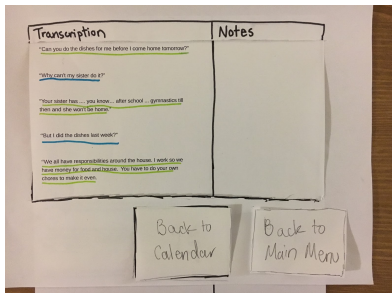 Transcription
Notes
"Can you do the dishes for me before I come home tomorrow?"
"Why can't my sister do it?"
"Your sister has .... you know... after school ... gymnastics till
then and she won't be home."
"But I did the dishes last week?"
"We all have responsibilities around the house. I work so we
have money for food and house. You have to do your own
chores to make it even.
Back to
Calendar
Back to
Main Menu